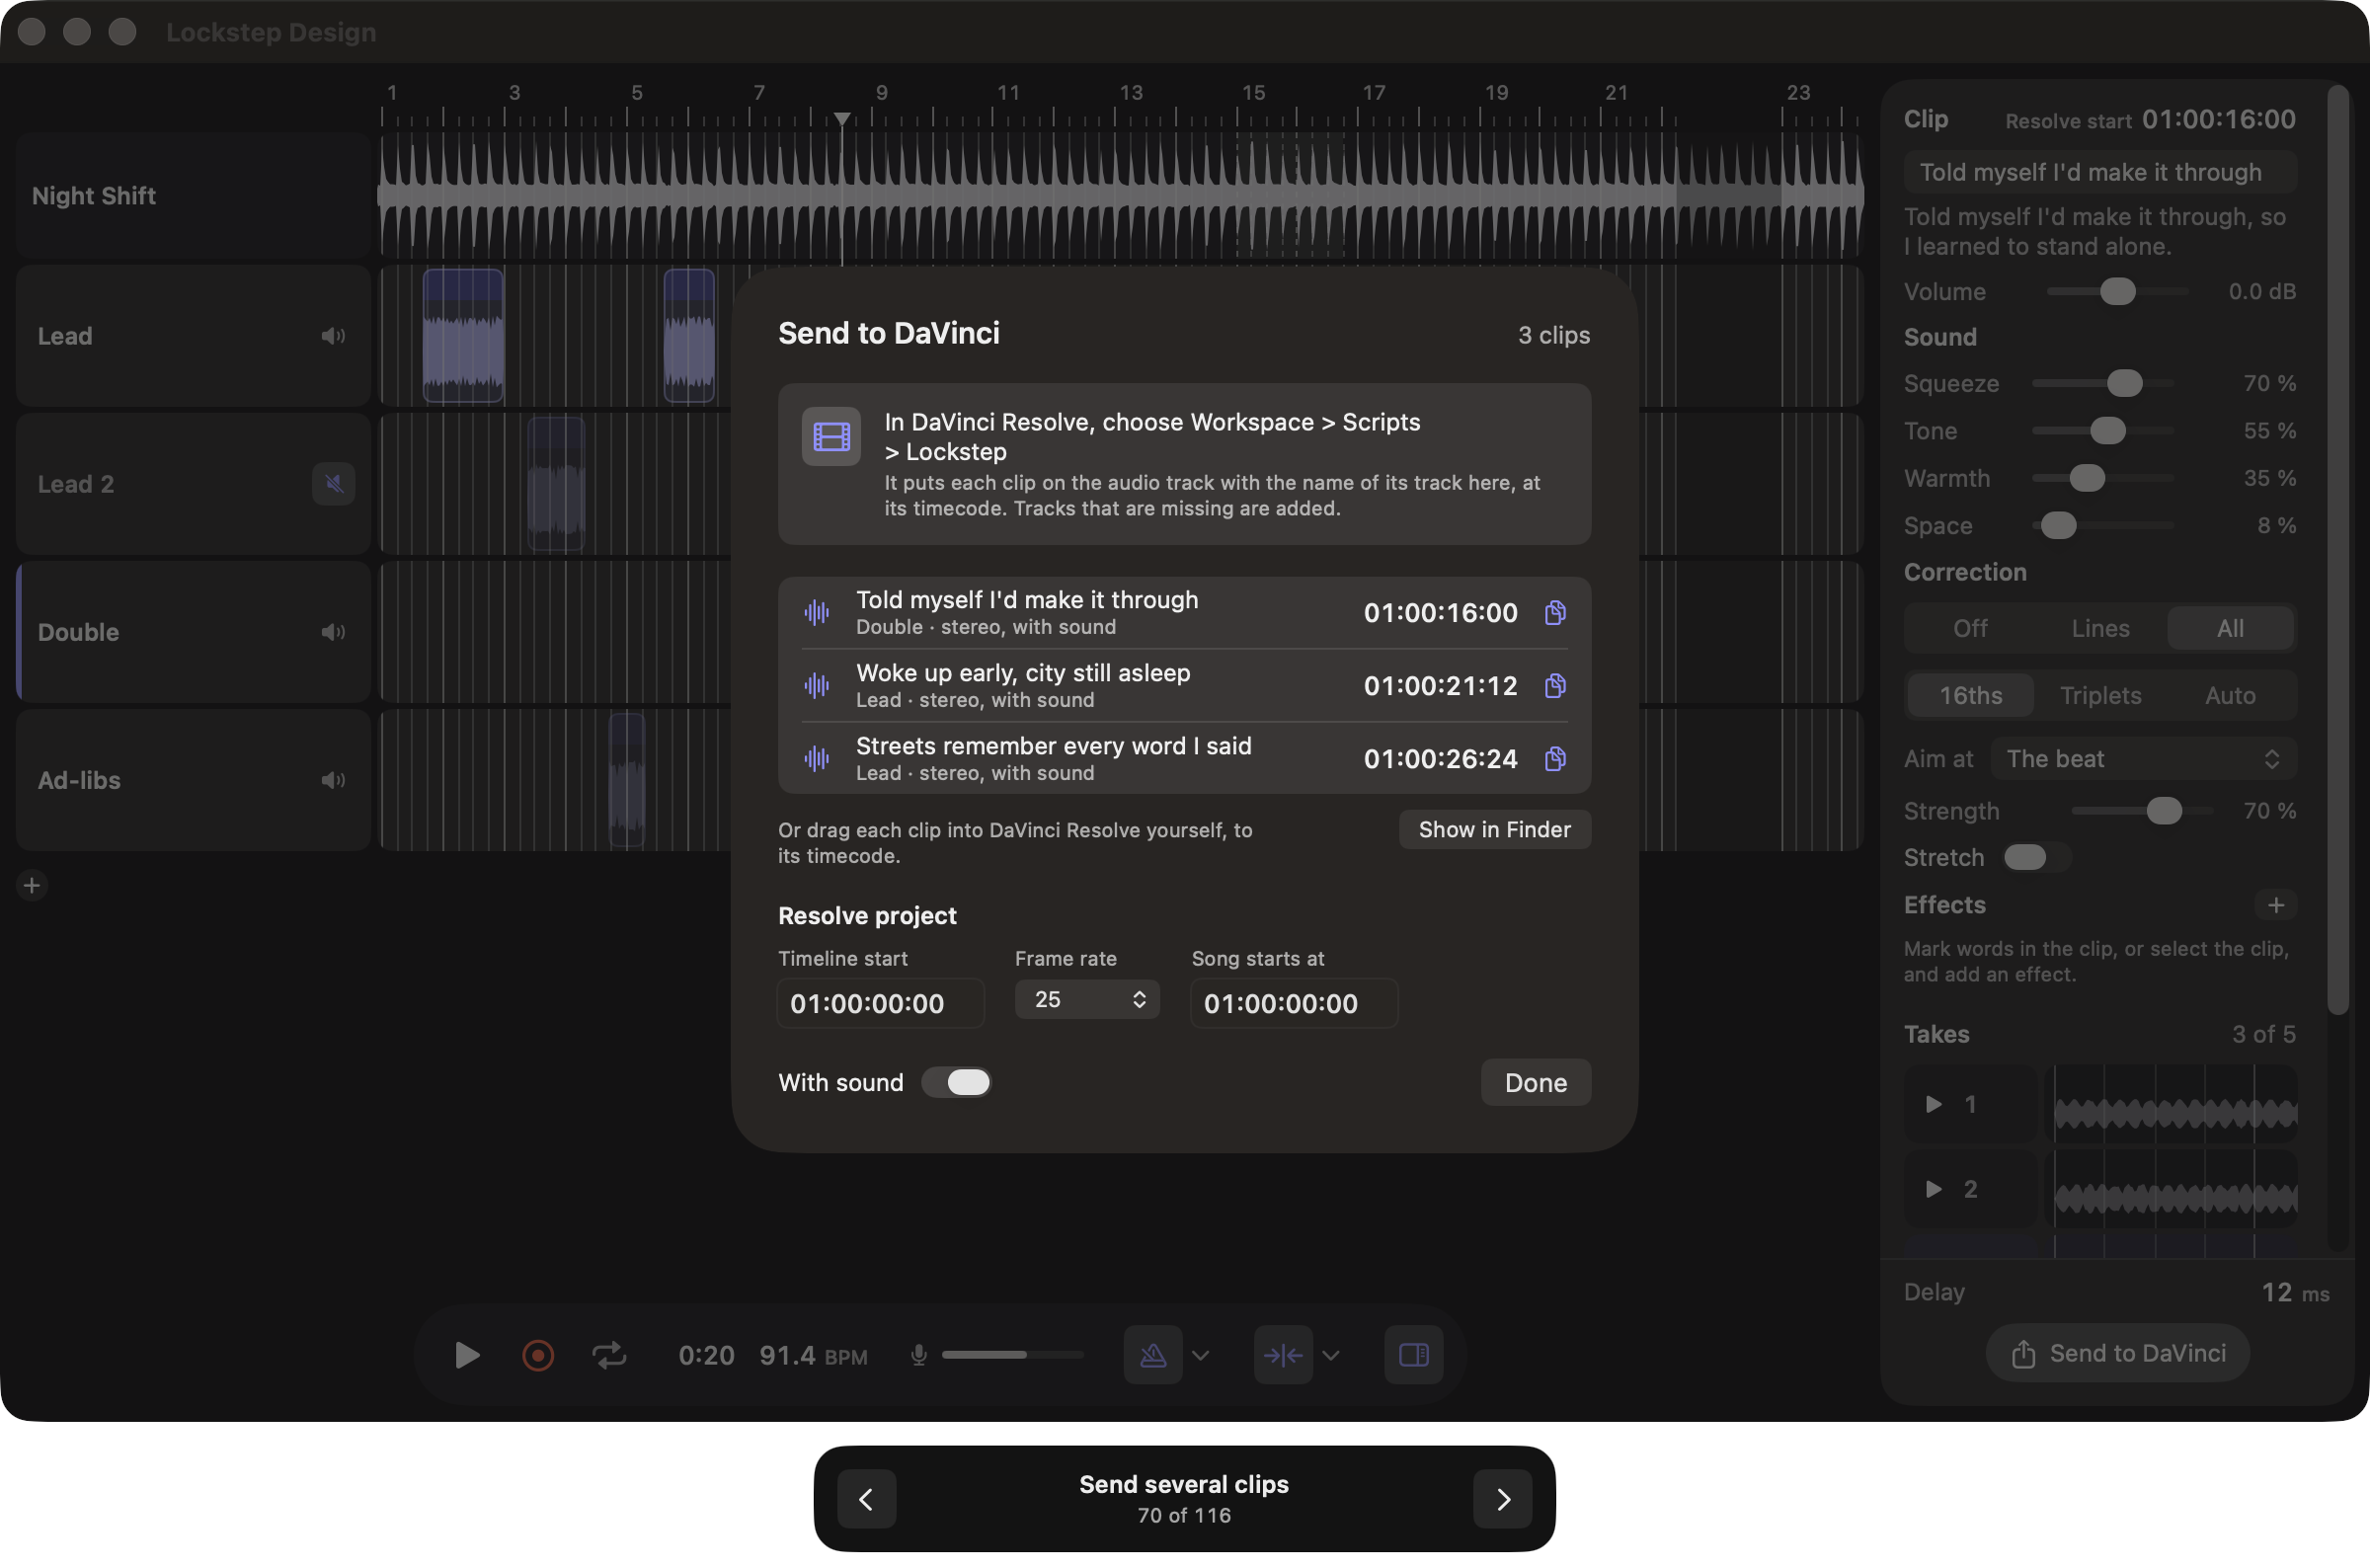 Lockstep Design
1 3 5 7 9 11 13 15 17 19 21 23
Night Shift
Lead
Lead 2
Double
Ad-libs
Send to DaVinci
3 clips
In DaVinci Resolve, choose Workspace > Scripts
> Lockstep
It puts each clip on the audio track with the name of its track here, at
its timecode. Tracks that are missing are added.
Told myself I'd make it through
Double · stereo, with sound
01:00:16:00
Woke up early, city still asleep
Lead · stereo, with sound
01:00:21:12
Streets remember every word I said
Lead · stereo, with sound
01:00:26:24
Or drag each clip into DaVinci Resolve yourself, to
its timecode.
Show in Finder
Resolve project
Timeline start
Frame rate
Song starts at
01:00:00:00
25
01:00:00:00
With sound
Done
Clip
Resolve start 01:00:16:00
Told myself I'd make it through
Told myself I'd make it through, so
I learned to stand alone.
Volume 0.0 dB
Sound
Squeeze 70 %
Tone 55 %
Warmth 35 %
Space 8 %
Correction
Off Lines All
16ths Triplets Auto
Aim at The beat
Strength 70 %
Stretch
Effects
Mark words in the clip, or select the clip,
and add an effect.
Takes 3 of 5
1
2
Delay 12 ms
Send to DaVinci
0:20 91.4 BPM
Send several clips
70 of 116